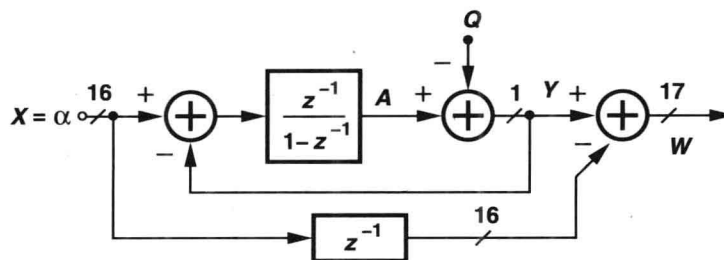 Q
X = α
16
+
−
z⁻¹
1− z⁻¹
A
+
−
1
Y
+
−
17
W
z⁻¹
16